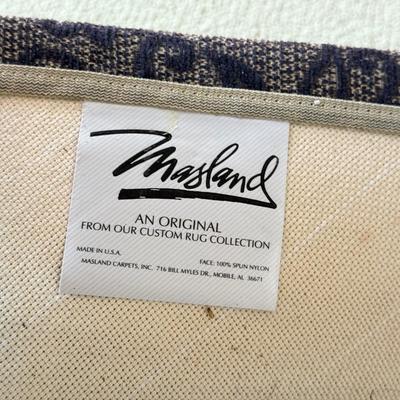 Masland
AN ORIGINAL
FROM OUR CUSTOM RUG COLLECTION
MADE IN U.S.A. FACE: 100% SPUN NYLON
MASLAND CARPETS, INC. 716 BILL MYLES DR., MOBILE, AL 36671